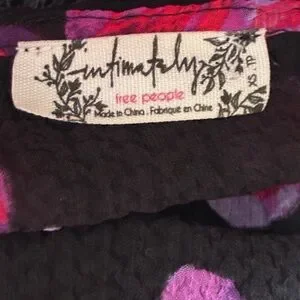 intimately
free people
Made in China . Fabriqué en Chine
XS TP